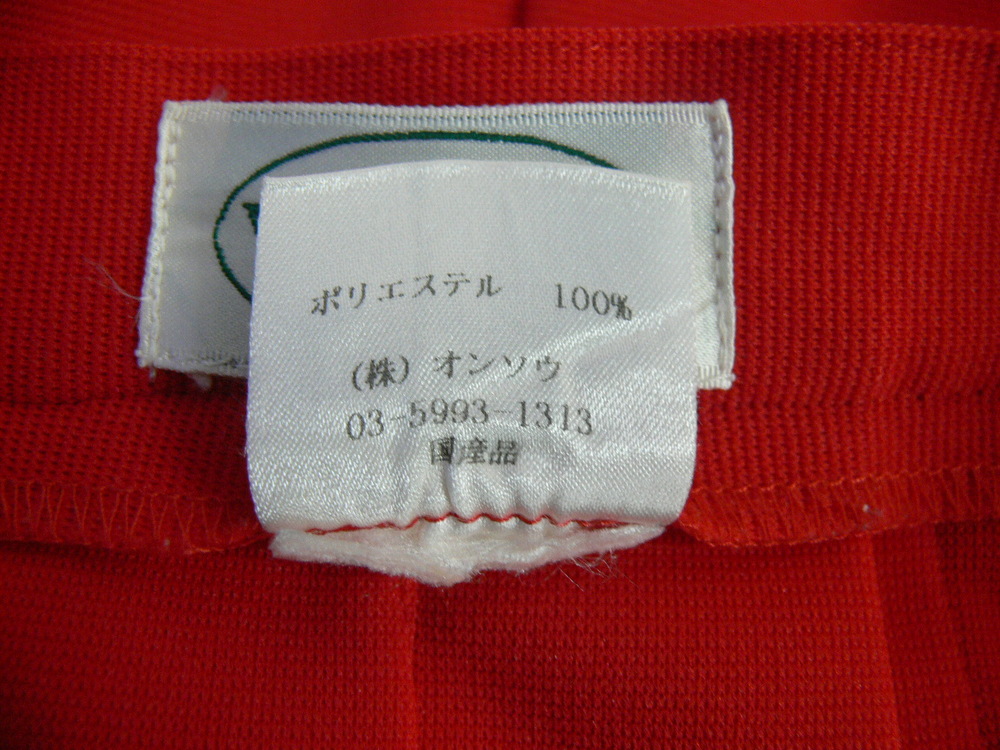 ポリエステル 100%
(株) オンソウ
03-5993-1313
国産品